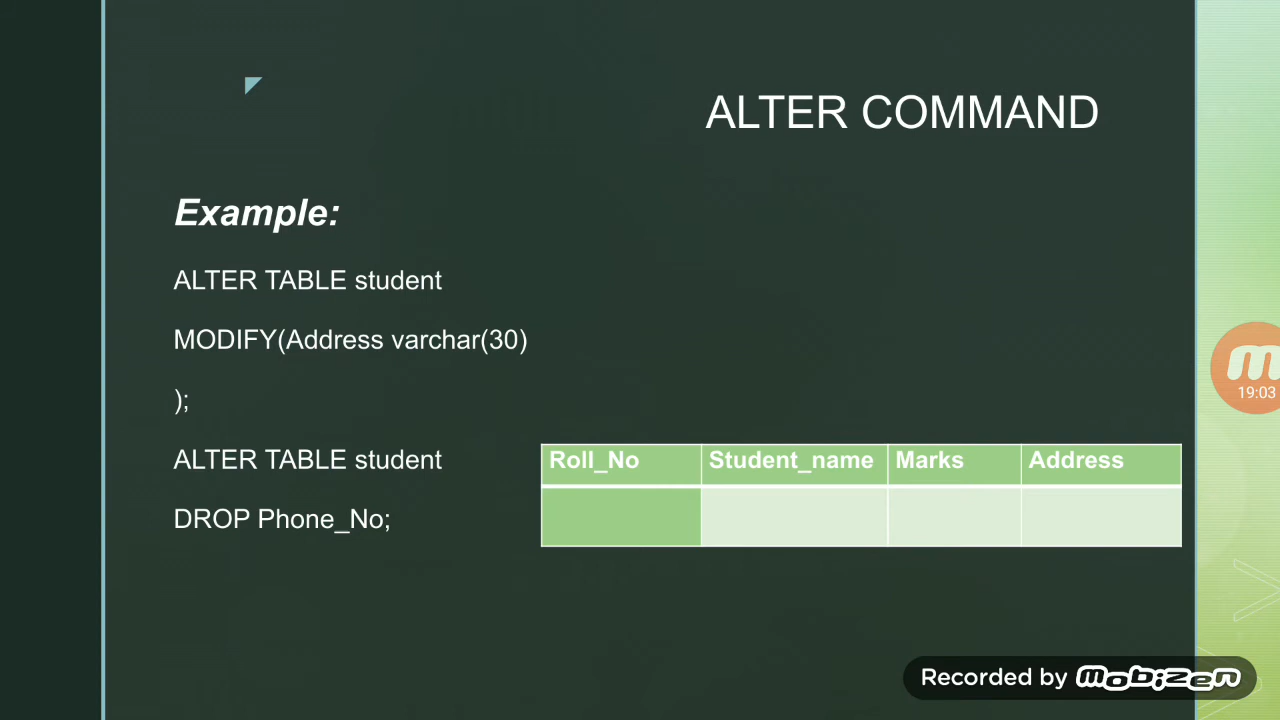 ALTER COMMAND
Example:
ALTER TABLE student
MODIFY(Address varchar(30)
);
ALTER TABLE student
DROP Phone_No;
Roll_No Student_name Marks Address
19:03
Recorded by mobizen